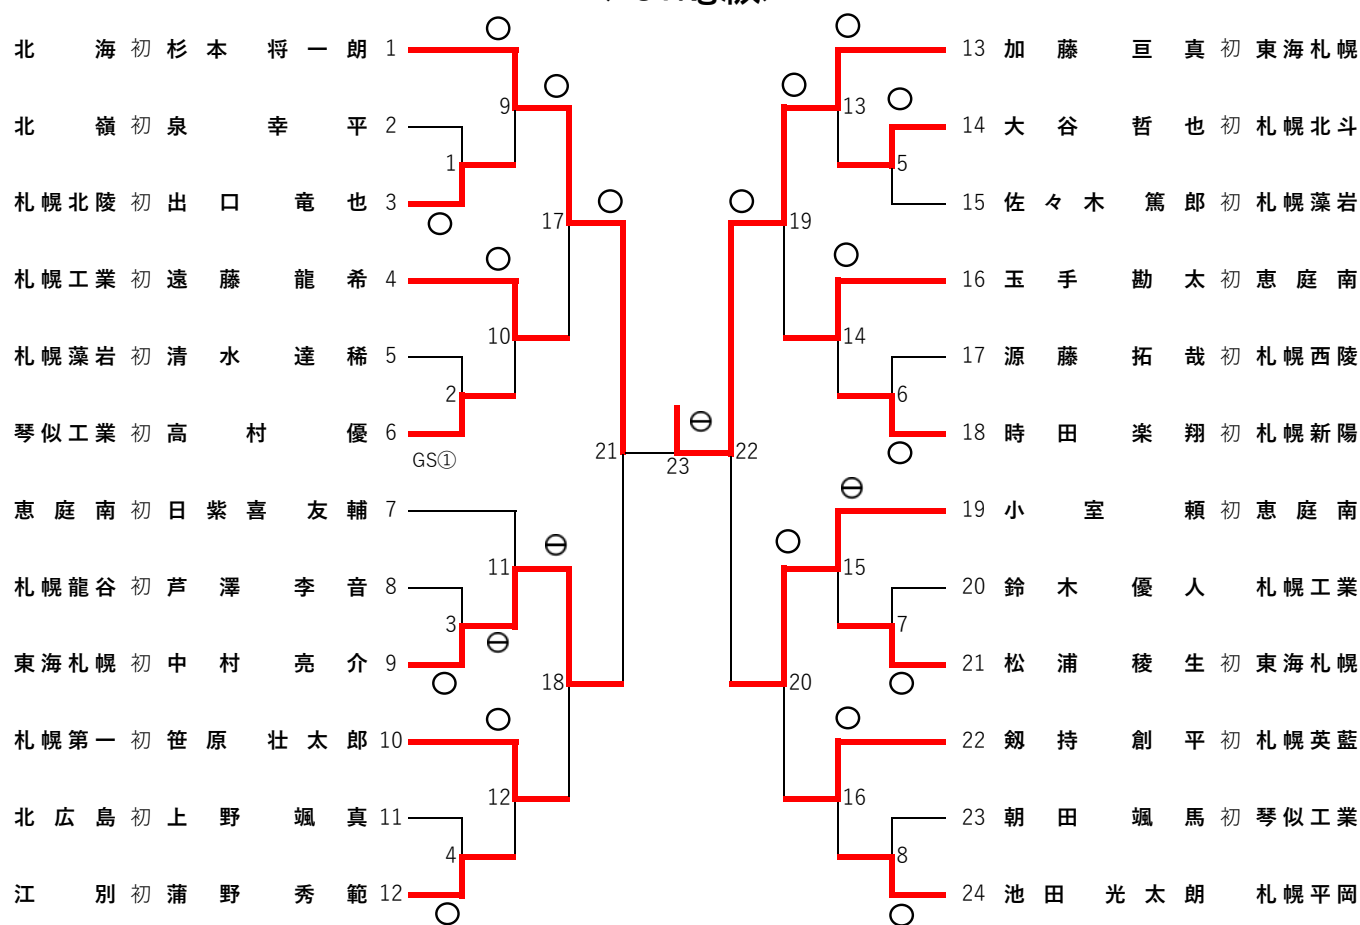 北海 初 杉本 将一朗 1
北嶺 初 泉 幸平 2
札幌北陵 初 出口 竜也 3
札幌工業 初 遠藤 龍希 4
札幌藻岩 初 清水 達稀 5
琴似工業 初 高村 優 6
GS①
恵庭南 初 日紫喜 友輔 7
札幌龍谷 初 芦澤 李音 8
東海札幌 初 中村 亮介 9
札幌第一 初 笹原 壮太郎 10
北広島 初 上野 颯真 11
江別 初 蒲野 秀範 12
9
1
17
10
2
21
11
3
18
12
4
23
22
13
5
19
14
6
15
7
20
16
8
13 加藤 亘真 初 東海札幌
14 大谷 哲也 初 札幌北斗
15 佐々木 篤郎 初 札幌藻岩
16 玉手 勘太 初 恵庭南
17 源藤 拓哉 初 札幌西陵
18 時田 楽翔 初 札幌新陽
19 小室 頼 初 恵庭南
20 鈴木 優人 札幌工業
21 松浦 稜生 初 東海札幌
22 剱持 創平 初 札幌英藍
23 朝田 颯馬 初 琴似工業
24 池田 光太朗 札幌平岡